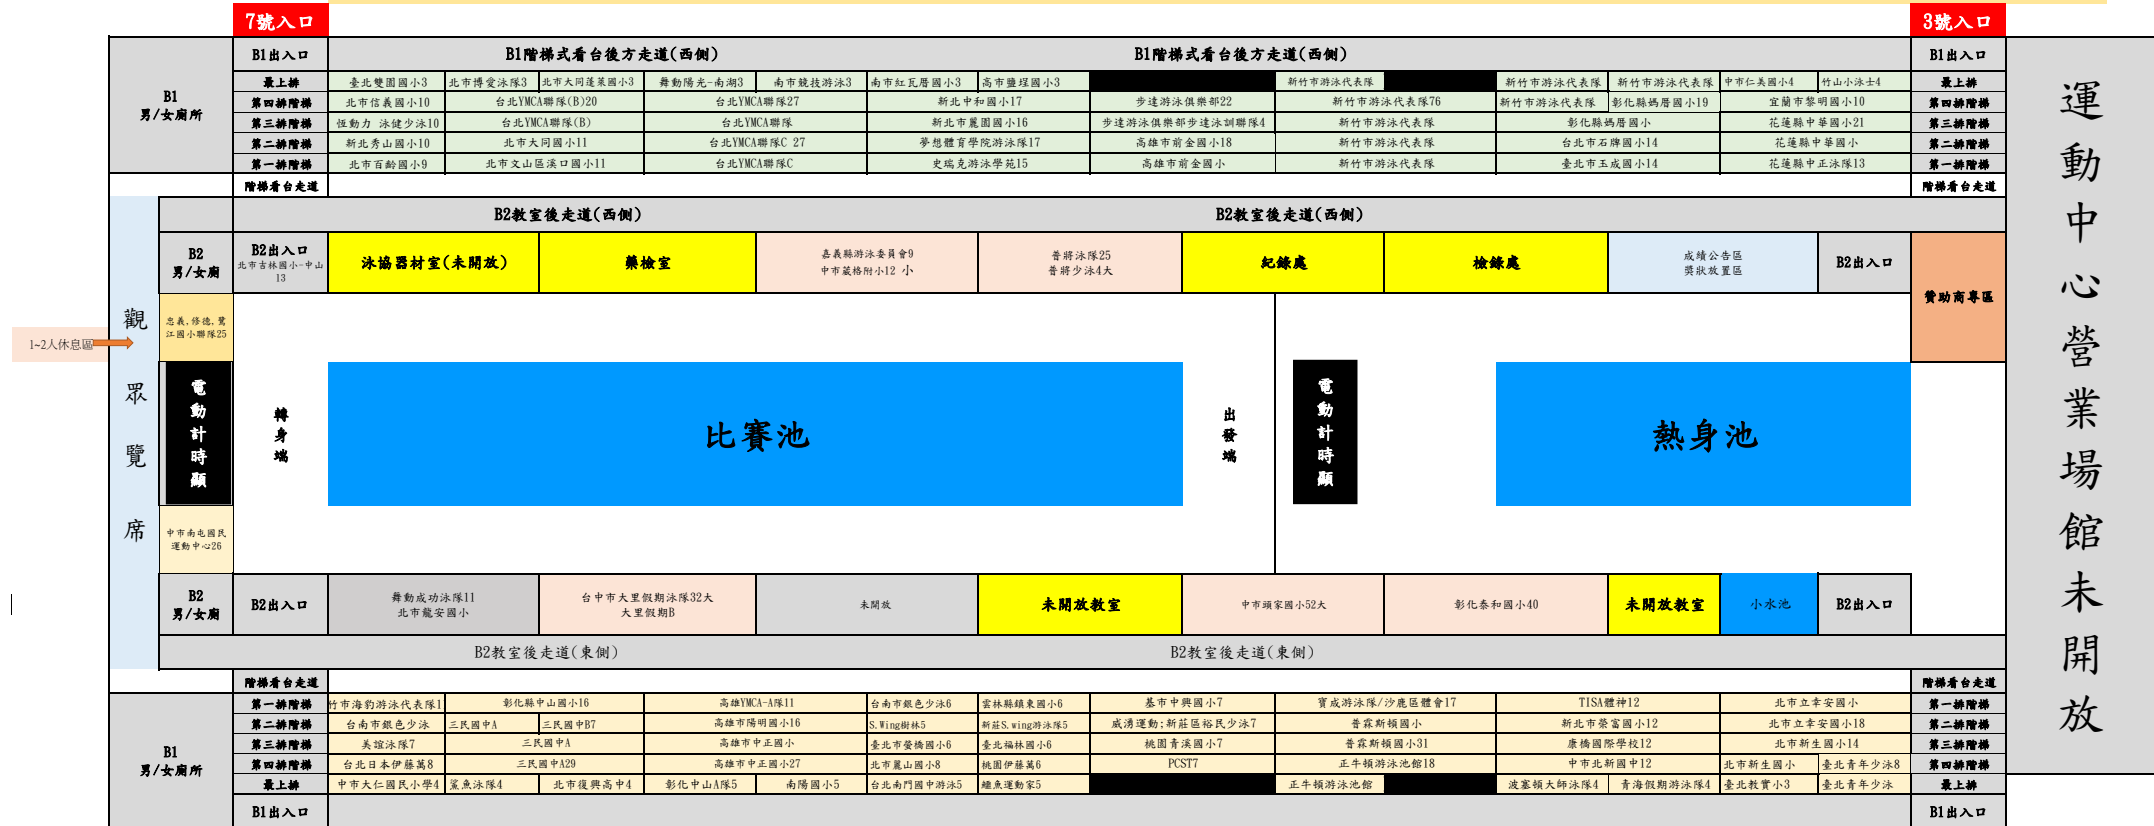 7號入口
3號入口
B1出入口
B1階梯式看台後方走道(西側)
B1階梯式看台後方走道(西側)
B1出入口
B1
男/女廁所
最上排
臺北雙園國小3
北市博愛泳隊3
北市大同蓬萊國小3
舞動陽光-南湖3
南市競技游泳3
南市紅瓦厝國小3
高市鹽埕國小3
新竹市游泳代表隊
新竹市游泳代表隊
新竹市游泳代表隊
中市仁美國小4
竹山小泳士4
最上排
第四排階梯
北市信義國小10
台北YMCA聯隊(B)20
台北YMCA聯隊27
新北中和國小17
步達游泳俱樂部22
新竹市游泳代表隊76
新竹市游泳代表隊
彰化縣媽厝國小19
宜蘭市黎明國小10
第四排階梯
第三排階梯
恆動力 泳健少泳10
台北YMCA聯隊(B)
台北YMCA聯隊
新北市麗園國小16
步達游泳俱樂部步達泳訓聯隊4
新竹市游泳代表隊
彰化縣媽厝國小
花蓮縣中華國小21
第三排階梯
第二排階梯
新北秀山國小10
北市大同國小11
台北YMCA聯隊C 27
夢想體育學院游泳隊17
高雄市前金國小18
新竹市游泳代表隊
台北市石牌國小14
花蓮縣中華國小
第二排階梯
第一排階梯
北市百齡國小9
北市文山區溪口國小11
台北YMCA聯隊C
史瑞克游泳學苑15
高雄市前金國小
新竹市游泳代表隊
臺北市玉成國小14
花蓮縣中正泳隊13
第一排階梯
階梯看台走道
階梯看台走道
B2教室後走道(西側)
B2教室後走道(西側)
B2
男/女廁
B2出入口
北市吉林國小-中山
13
泳協器材室(未開放)
藥檢室
嘉義縣游泳委員會9
中市葳格附小12 小
普將泳隊25
普將少泳4大
紀錄處
檢錄處
成績公告區
獎狀放置區
B2出入口
贊助商專區
觀眾覽席
1~2人休息區
忠義,修德,鷺
江國小聯隊25
電動計時顯
轉身端
比賽池
出發端
電動計時顯
熱身池
中市南屯國民
運動中心26
運動中心營業場館未開放
B2
男/女廁
B2出入口
舞動成功泳隊11
北市龍安國小
台中市大里假期泳隊32大
大里假期B
未開放
未開放教室
中市頭家國小52大
彰化泰和國小40
未開放教室
小水池
B2出入口
B2教室後走道(東側)
B2教室後走道(東側)
階梯看台走道
階梯看台走道
B1
男/女廁所
第一排階梯
竹市海豹游泳代表隊1
彰化縣中山國小16
高雄YMCA-A隊11
台南市銀色少泳6
雲林縣鎮東國小6
基市中興國小7
寶成游泳隊/沙鹿區體會17
TISA體神12
北市立幸安國小
第一排階梯
第二排階梯
台南市銀色少泳
三民國中A
三民國中B7
高雄市陽明國小16
S.Wing樹林5
新莊S.wing游泳隊5
威湧運動;新莊區裕民少泳7
普霖斯頓國小
新北市榮富國小12
北市立幸安國小18
第二排階梯
第三排階梯
美誼泳隊7
三民國中A
高雄市中正國小
臺北市螢橋國小6
臺北福林國小6
桃園青溪國小7
普霖斯頓國小31
康橋國際學校12
北市新生國小14
第三排階梯
第四排階梯
台北日本伊藤萬8
三民國中A29
高雄市中正國小27
北市麗山國小8
桃園伊藤萬6
PCST7
正牛頓游泳池館18
中市北新國中12
北市新生國小
臺北青年少泳8
第四排階梯
最上排
中市大仁國民小學4
鯊魚泳隊4
北市復興高中4
彰化中山A隊5
南陽國小5
台北南門國中游泳5
鱷魚運動家5
正牛頓游泳池館
波塞頓大師泳隊4
青海假期游泳隊4
臺北教實小3
臺北青年少泳
最上排
B1出入口
B1出入口